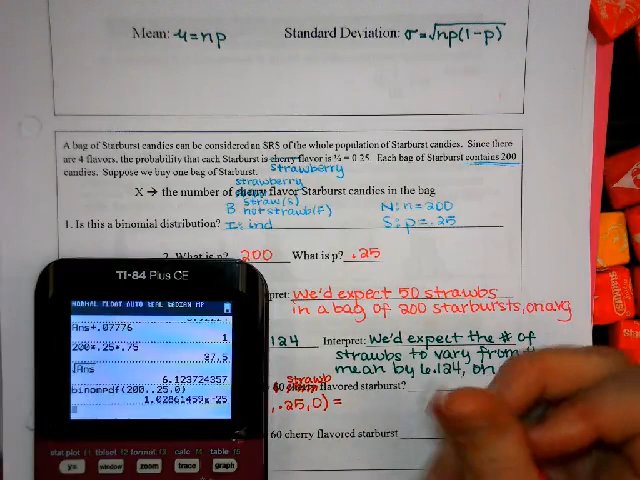 Mean: μ=np Standard Deviation: σ=√np(1-p)
A bag of Starburst candies can be considered an SRS of the whole population of Starburst candies. Since there
are 4 flavors, the probability that each Starburst is cherry flavor is ¼ = 0.25. Each bag of Starburst contains 200
strawberry
candies. Suppose we buy one bag of Starburst.
strawberry
X → the number of cherry flavor Starburst candies in the bag
B straw(S) N: n=200
not strawb(F)
1. Is this a binomial distribution? I: ind S: p=.25
2. What is n? 200 What is p? .25
pret: we'd expect 50 strawbs
in a bag of 200 starbursts, on avg
124 Interpret: we'd expect the # of
strawbs to vary from the
mean by 6.124, on
strawb
flavored starburst?
, .25, 0) =
60 cherry flavored starburst
TI-84 Plus CE
NORMAL FLOAT AUTO REAL RADIAN MP
Ans+.07776
1
200*.25*.75
37.5
√Ans
6.123724357
binompdf(200,.25,0)
1.02861459ᴇ-25
stat plot f1 tblset f2 format f3 calc f4 table f5
y= window zoom trace graph